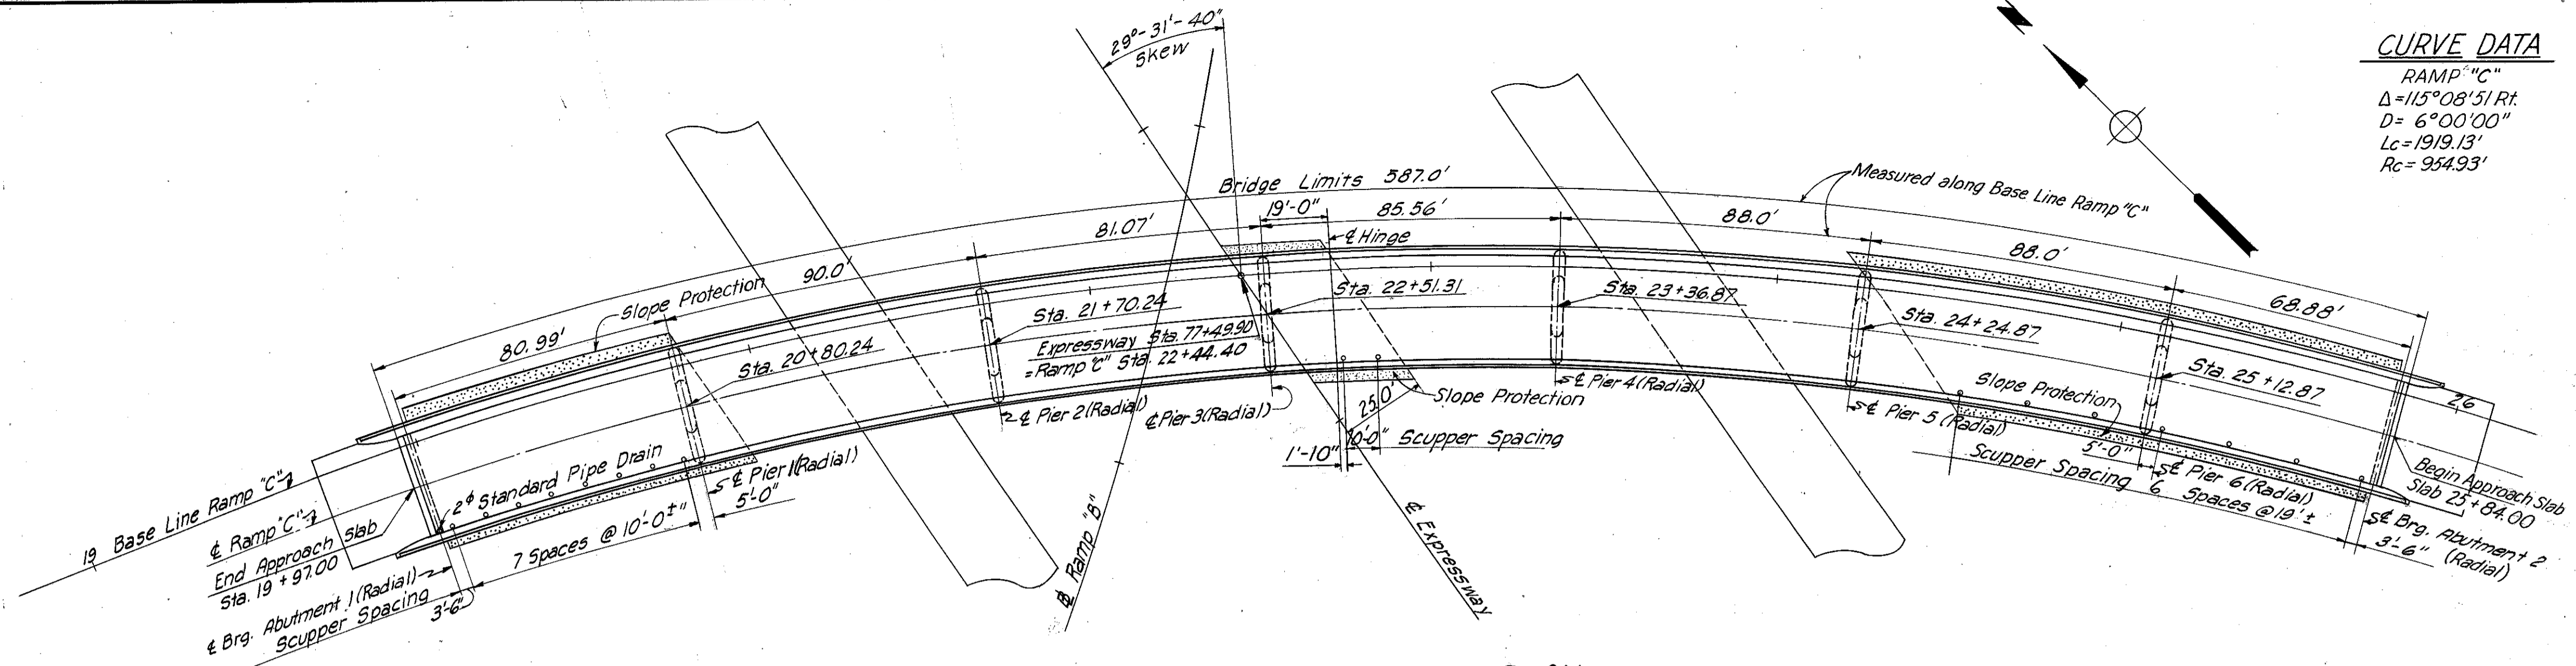 29°-31'-40"
Skew
N
CURVE DATA
RAMP "C"
Δ=115°08'51 Rt.
D= 6°00'00"
Lc=1919.13'
Rc= 954.93'
Bridge Limits 587.0'
Measured along Base Line Ramp "C"
19'-0"
85.56'
88.0'
81.07'
℄ Hinge
88.0'
90.0'
Slope Protection
68.88'
80.99'
Sta. 22+51.31
Sta. 23+36.87
Sta. 21+70.24
Sta. 24+24.87
Expressway Sta. 77+49.90
= Ramp "C" Sta. 22+44.40
Sta. 20+80.24
Sta. 25+12.87
Slope Protection
26
℄ Pier 4 (Radial)
Slope Protection
℄ Pier 2 (Radial)
℄ Pier 3 (Radial)
25.0'
℄ Pier 5 (Radial)
10'-0" Scupper Spacing
1'-10"
5'-0"
℄ Pier 6 (Radial)
Scupper Spacing 6 Spaces @ 19'±
Begin Approach Slab
Slab 25+84.00
℄ Brg. Abutment 2
(Radial)
3'-6"
2ᶲ Standard Pipe Drain
℄ Pier 1 (Radial)
5'-0"
7 Spaces @ 10'-0±"
19 Base Line Ramp "C"
℄ Ramp "C"
End Approach Slab
Sta. 19+97.00
℄ Brg. Abutment 1 (Radial)
Scupper Spacing
3'-6"
℄ Ramp "B"
℄ Expressway